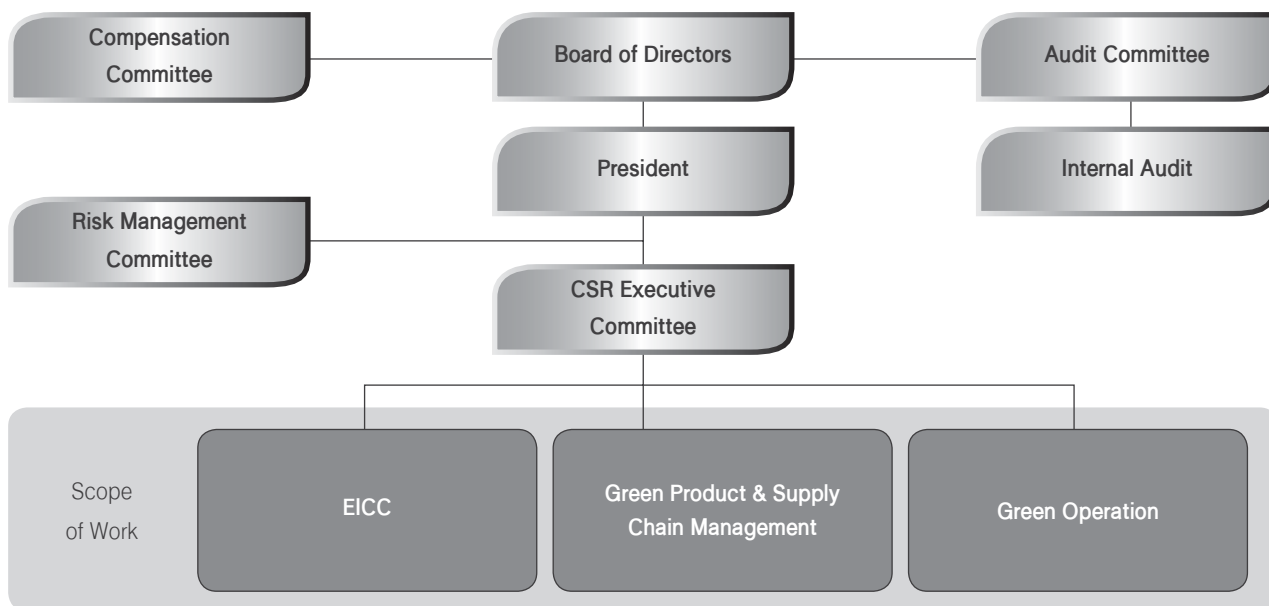 Compensation
Committee
Board of Directors
Audit Committee
President
Internal Audit
Risk Management
Committee
CSR Executive
Committee
Scope
of Work
EICC
Green Product & Supply
Chain Management
Green Operation